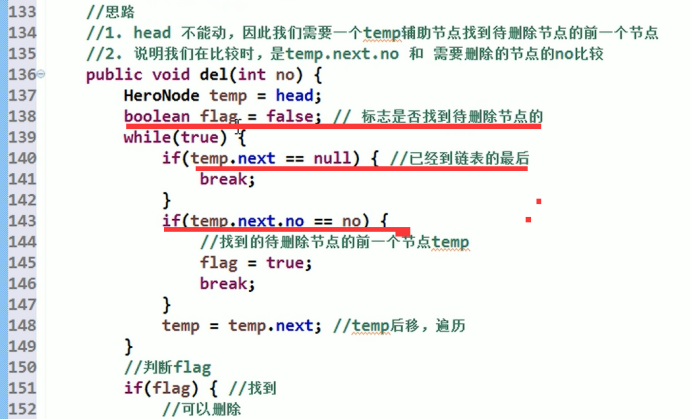 133 //思路
134 //1. head 不能动，因此我们需要一个temp辅助节点找到待删除节点的前一个节点
135 //2. 说明我们在比较时，是temp.next.no 和 需要删除的节点的no比较
136 public void del(int no) {
137 HeroNode temp = head;
138 boolean flag = false; // 标志是否找到待删除节点的
139 while(true) {
140 if(temp.next == null) { //已经到链表的最后
141 break;
142 }
143 if(temp.next.no == no) {
144 //找到的待删除节点的前一个节点temp
145 flag = true;
146 break;
147 }
148 temp = temp.next; //temp后移，遍历
149 }
150 //判断flag
151 if(flag) { //找到
152 //可以删除